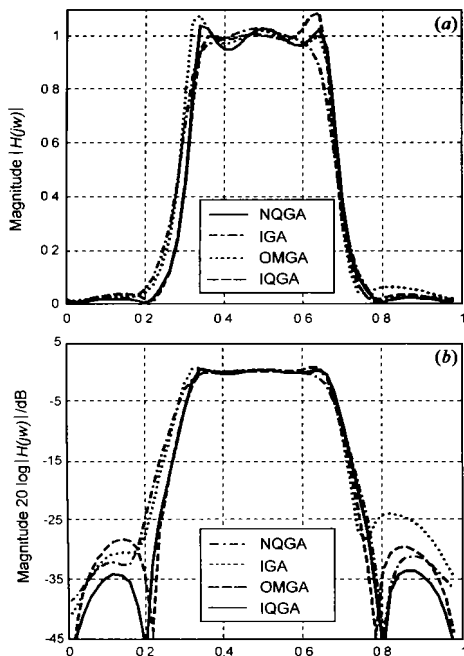 (a)
Magnitude |H(jw)|
1
0 8
0 6
0 4
0 2
0
NQGA
IGA
OMGA
IQGA
0 0 2 0 4 0 6 0 8 1
(b)
Magnitude 20 log|H(jw)|/dB
5
-5
-15
-25
-35
-45
NQGA
IGA
OMGA
IQGA
0 0 2 0 4 0 6 0 8 1